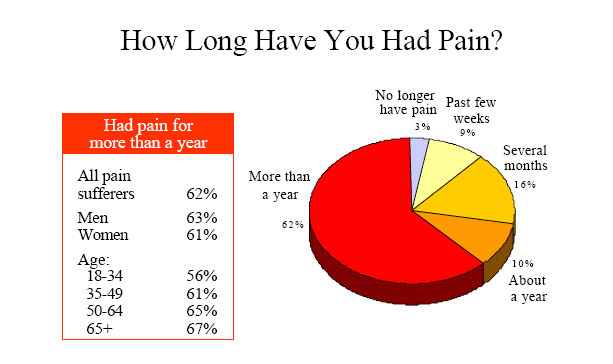 How Long Have You Had Pain?
Had pain for
more than a year
All pain
sufferers 62%
Men 63%
Women 61%
Age:
18-34 56%
35-49 61%
50-64 65%
65+ 67%
No longer
have pain
3%
Past few
weeks
9%
Several
months
16%
10%
About
a year
More than
a year
62%